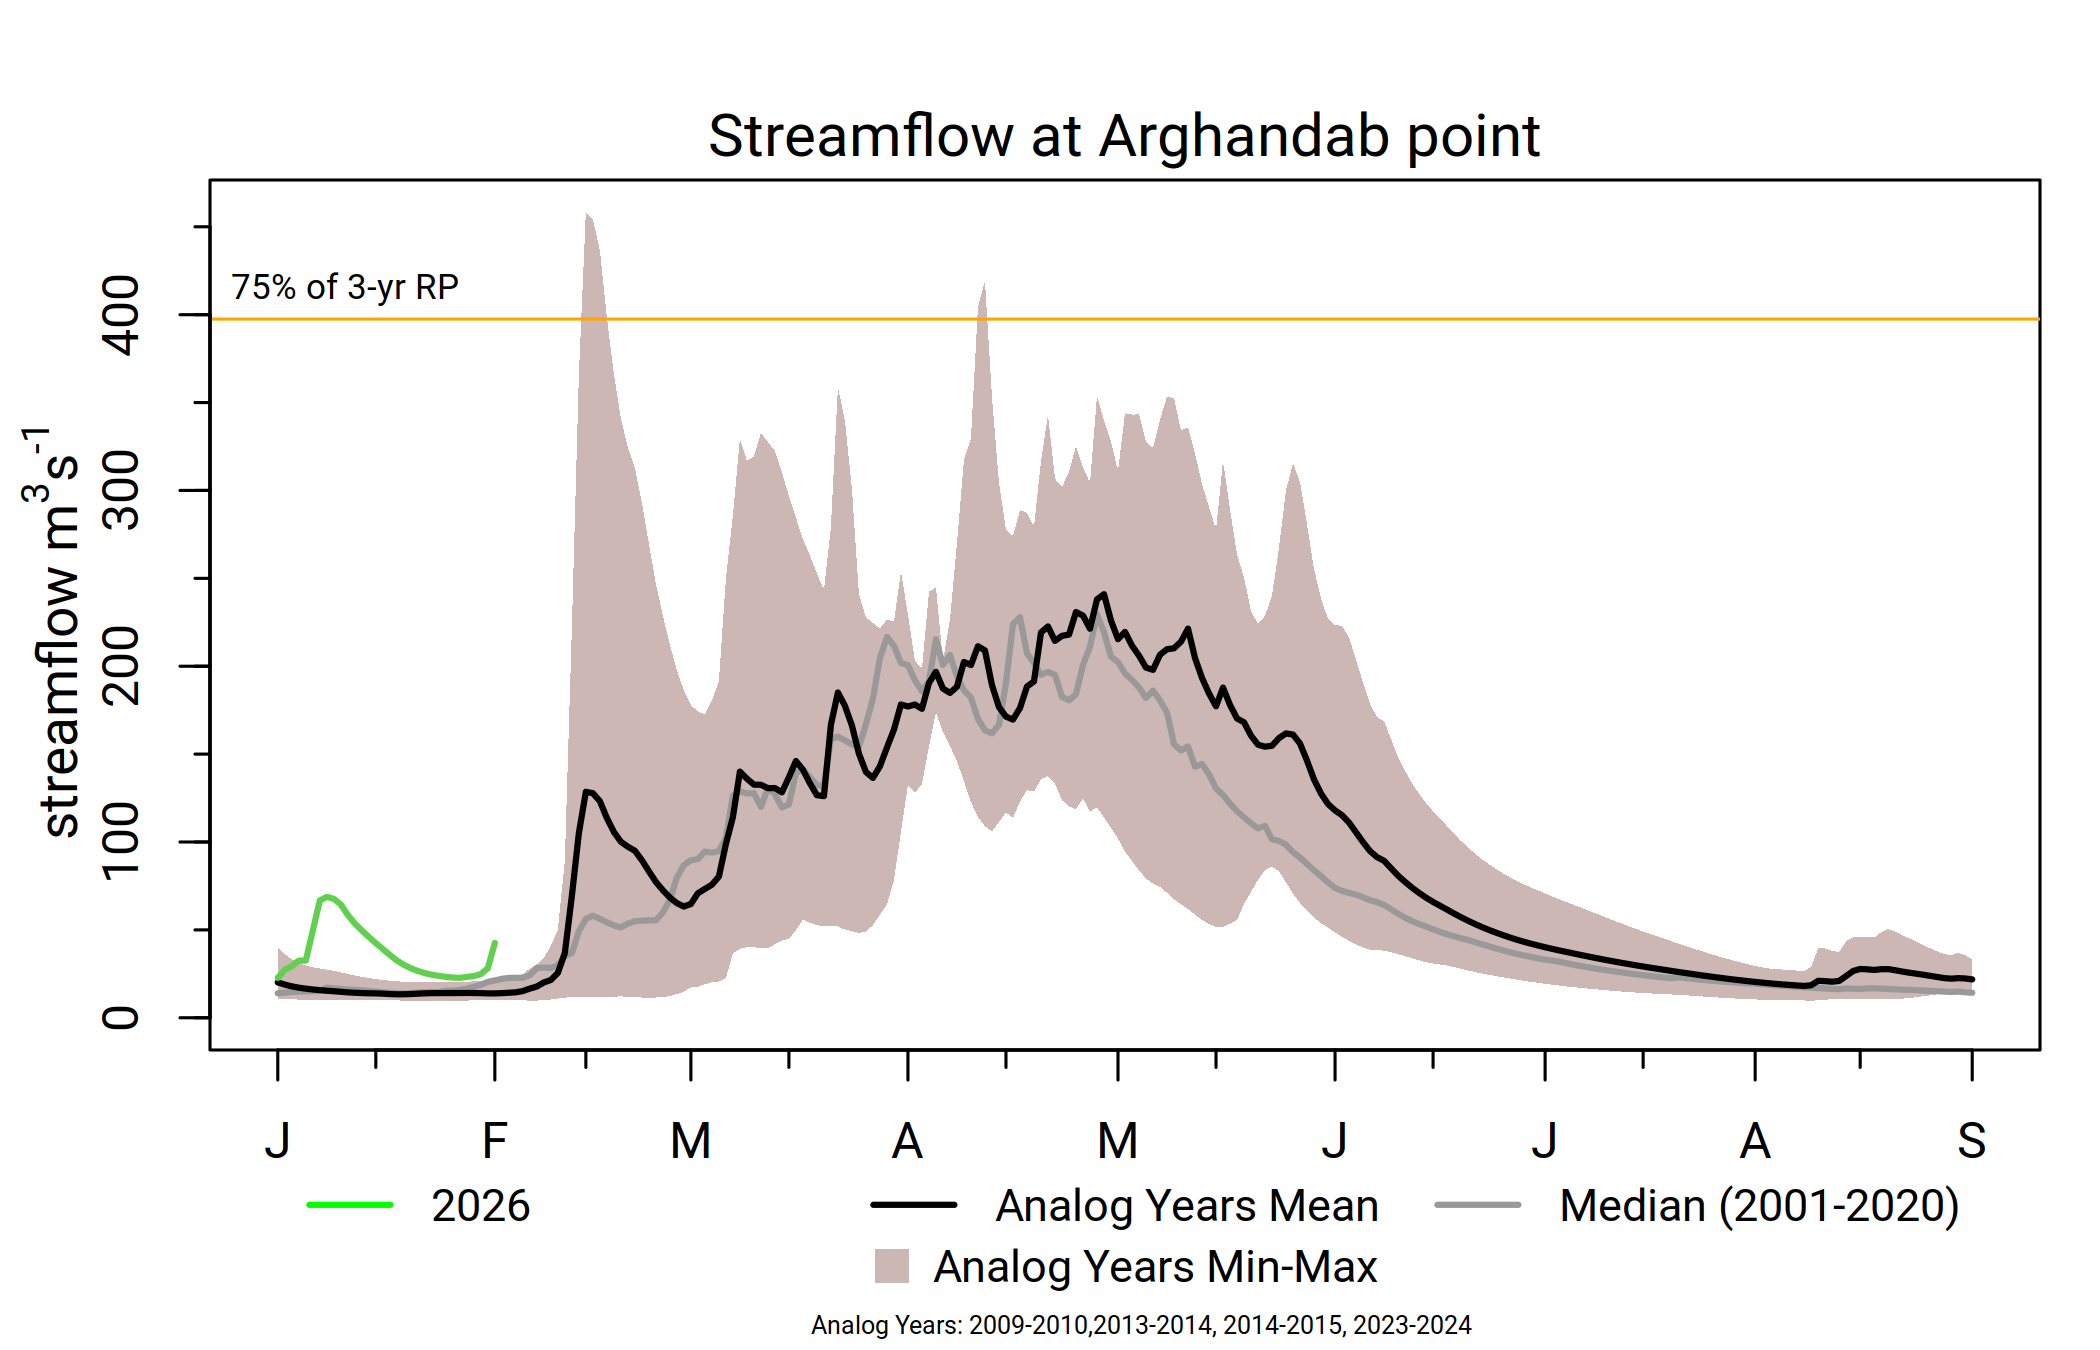 Streamflow at Arghandab point
75% of 3-yr RP
streamflow m3s-1
400
300
200
100
0
J F M A M J J A S
2026 Analog Years Mean Median (2001-2020)
Analog Years Min-Max
Analog Years: 2009-2010,2013-2014, 2014-2015, 2023-2024